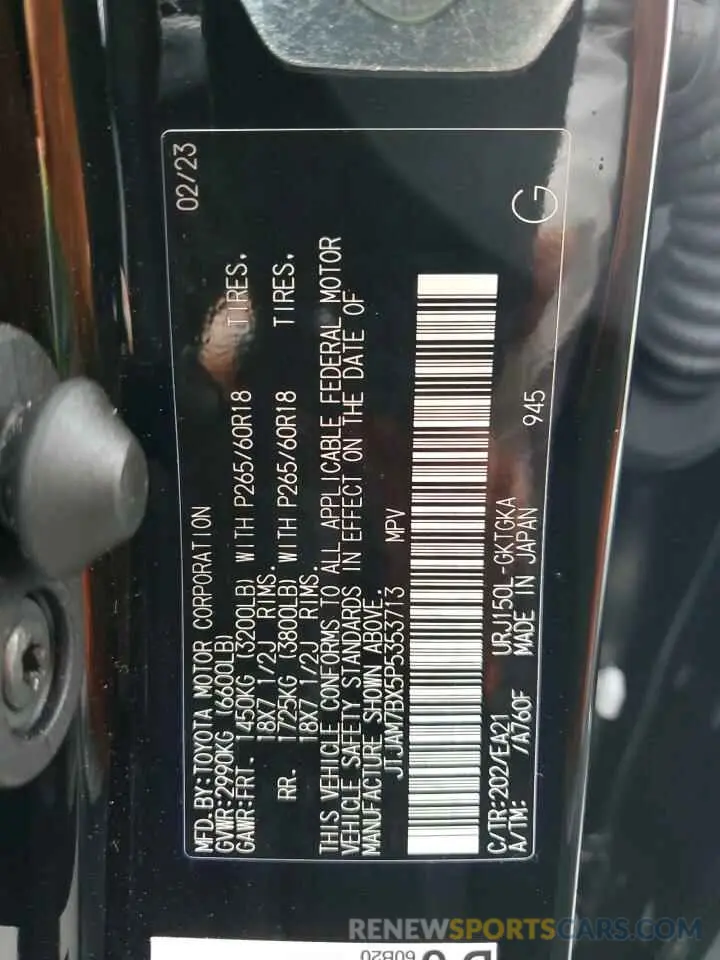 MFD. BY: TOYOTA MOTOR CORPORATION 02/23
GVWR: 2990KG (6600LB)
GAWR: FRT. 1450KG (3200LB) WITH P265/60R18 TIRES,
18X7 1/2J RIMS.
RR. 1725KG (3800LB) WITH P265/60R18 TIRES,
18X7 1/2J RIMS.
THIS VEHICLE CONFORMS TO ALL APPLICABLE FEDERAL MOTOR
VEHICLE SAFETY STANDARDS IN EFFECT ON THE DATE OF
MANUFACTURE SHOWN ABOVE.
JTJAM7BX5P5353713 MPV
C/TR: 202/EA21 URJ150L-GKTGKA 945 G
A/TM: /A760F MADE IN JAPAN
60B20
RENEWSPORTSCARS.COM